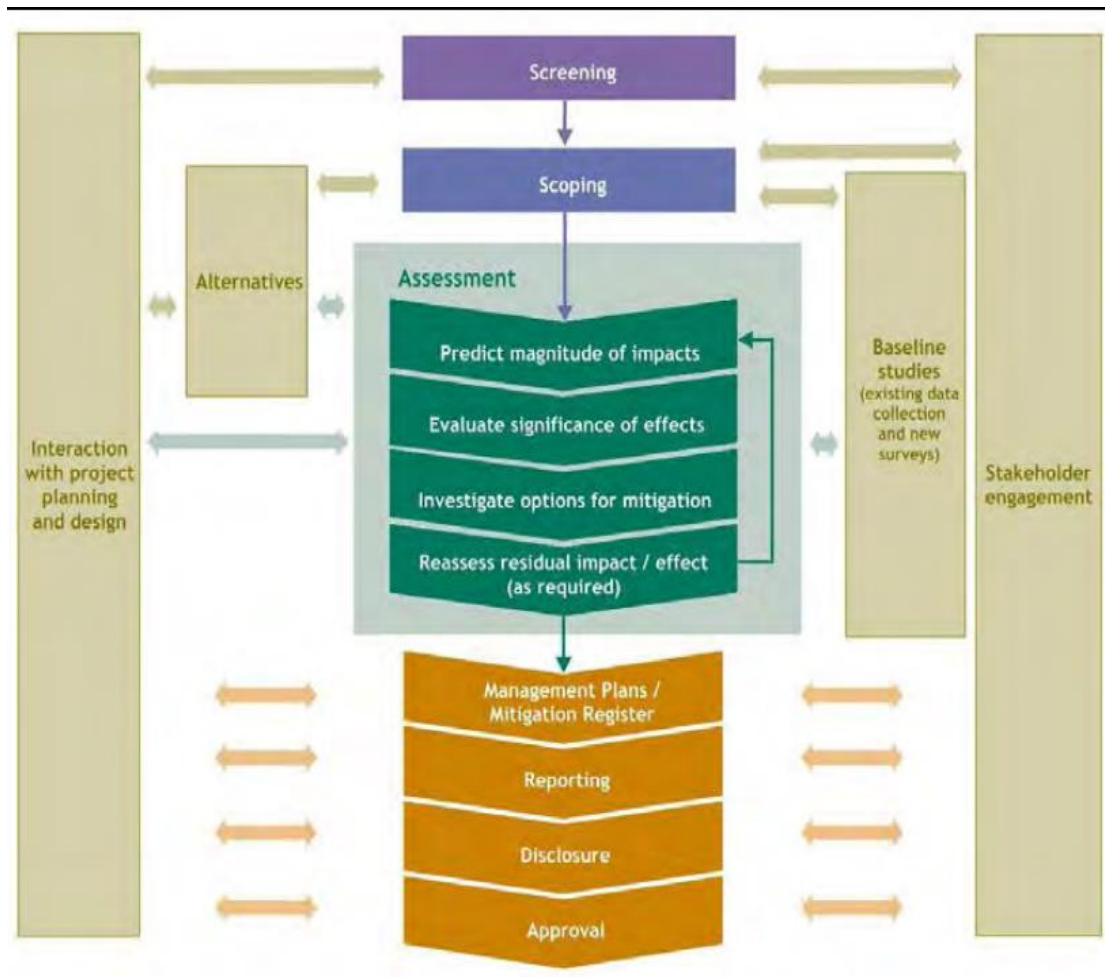 Screening
Scoping
Alternatives
Assessment
Predict magnitude of impacts
Evaluate significance of effects
Investigate options for mitigation
Reassess residual impact / effect
(as required)
Baseline
studies
(existing data
collection
and new
surveys)
Interaction
with project
planning
and design
Stakeholder
engagement
Management Plans /
Mitigation Register
Reporting
Disclosure
Approval